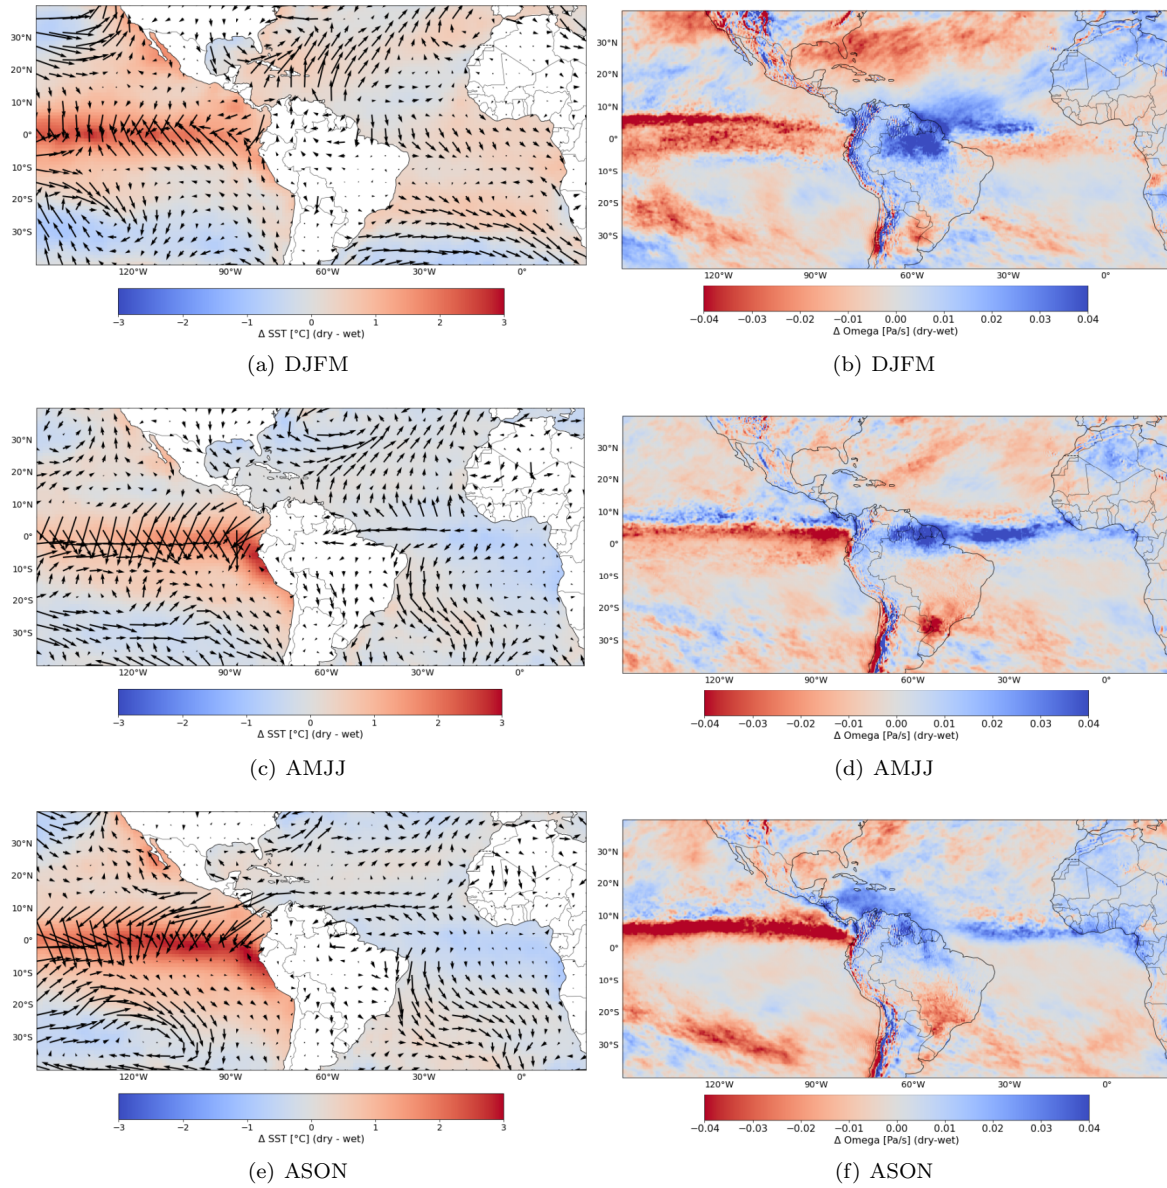 30°N
20°N
10°N
0°
10°S
20°S
30°S
120°W 90°W 60°W 30°W 0°
−3 −2 −1 0 1 2 3
Δ SST [°C] (dry - wet)
(a) DJFM
30°N
20°N
10°N
0°
10°S
20°S
30°S
120°W 90°W 60°W 30°W 0°
−0.04 −0.03 −0.02 −0.01 0.00 0.01 0.02 0.03 0.04
Δ Omega [Pa/s] (dry-wet)
(b) DJFM
30°N
20°N
10°N
0°
10°S
20°S
30°S
120°W 90°W 60°W 30°W 0°
−3 −2 −1 0 1 2 3
Δ SST [°C] (dry - wet)
(c) AMJJ
30°N
20°N
10°N
0°
10°S
20°S
30°S
120°W 90°W 60°W 30°W 0°
−0.04 −0.03 −0.02 −0.01 0.00 0.01 0.02 0.03 0.04
Δ Omega [Pa/s] (dry-wet)
(d) AMJJ
30°N
20°N
10°N
0°
10°S
20°S
30°S
120°W 90°W 60°W 30°W 0°
−3 −2 −1 0 1 2 3
Δ SST [°C] (dry - wet)
(e) ASON
30°N
20°N
10°N
0°
10°S
20°S
30°S
120°W 90°W 60°W 30°W 0°
−0.04 −0.03 −0.02 −0.01 0.00 0.01 0.02 0.03 0.04
Δ Omega [Pa/s] (dry-wet)
(f) ASON